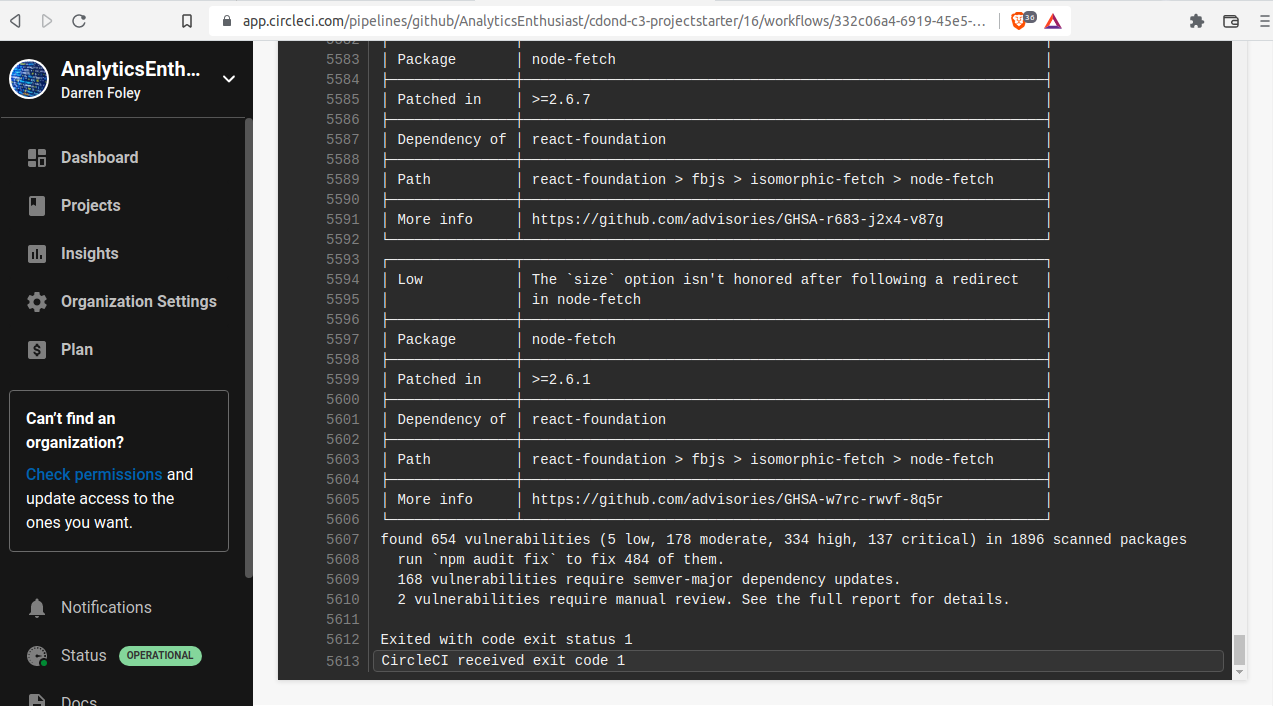 app.circleci.com/pipelines/github/AnalyticsEnthusiast/cdond-c3-projectstarter/16/workflows/332c06a4-6919-45e5-...
36
AnalyticsEnth...
Darren Foley
Dashboard
Projects
Insights
Organization Settings
Plan
Can't find an
organization?
Check permissions and
update access to the
ones you want.
Notifications
Status OPERATIONAL
Docs
5582
5583 | Package | node-fetch |
5584
5585 | Patched in | >=2.6.7 |
5586
5587 | Dependency of | react-foundation |
5588
5589 | Path | react-foundation > fbjs > isomorphic-fetch > node-fetch |
5590
5591 | More info | https://github.com/advisories/GHSA-r683-j2x4-v87g |
5592
5593
5594 | Low | The `size` option isn't honored after following a redirect |
5595 | | in node-fetch |
5596
5597 | Package | node-fetch |
5598
5599 | Patched in | >=2.6.1 |
5600
5601 | Dependency of | react-foundation |
5602
5603 | Path | react-foundation > fbjs > isomorphic-fetch > node-fetch |
5604
5605 | More info | https://github.com/advisories/GHSA-w7rc-rwvf-8q5r |
5606
5607 found 654 vulnerabilities (5 low, 178 moderate, 334 high, 137 critical) in 1896 scanned packages
5608 run `npm audit fix` to fix 484 of them.
5609 168 vulnerabilities require semver-major dependency updates.
5610 2 vulnerabilities require manual review. See the full report for details.
5611
5612 Exited with code exit status 1
5613 CircleCI received exit code 1